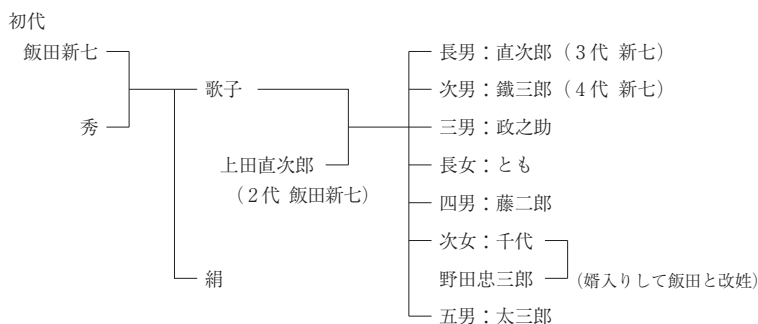 初代
飯田新七
秀
歌子
上田直次郎
（２代 飯田新七）
絹
長男：直次郎（３代 新七）
次男：鐵三郎（４代 新七）
三男：政之助
長女：とも
四男：藤二郎
次女：千代
野田忠三郎
（婿入りして飯田と改姓）
五男：太三郎